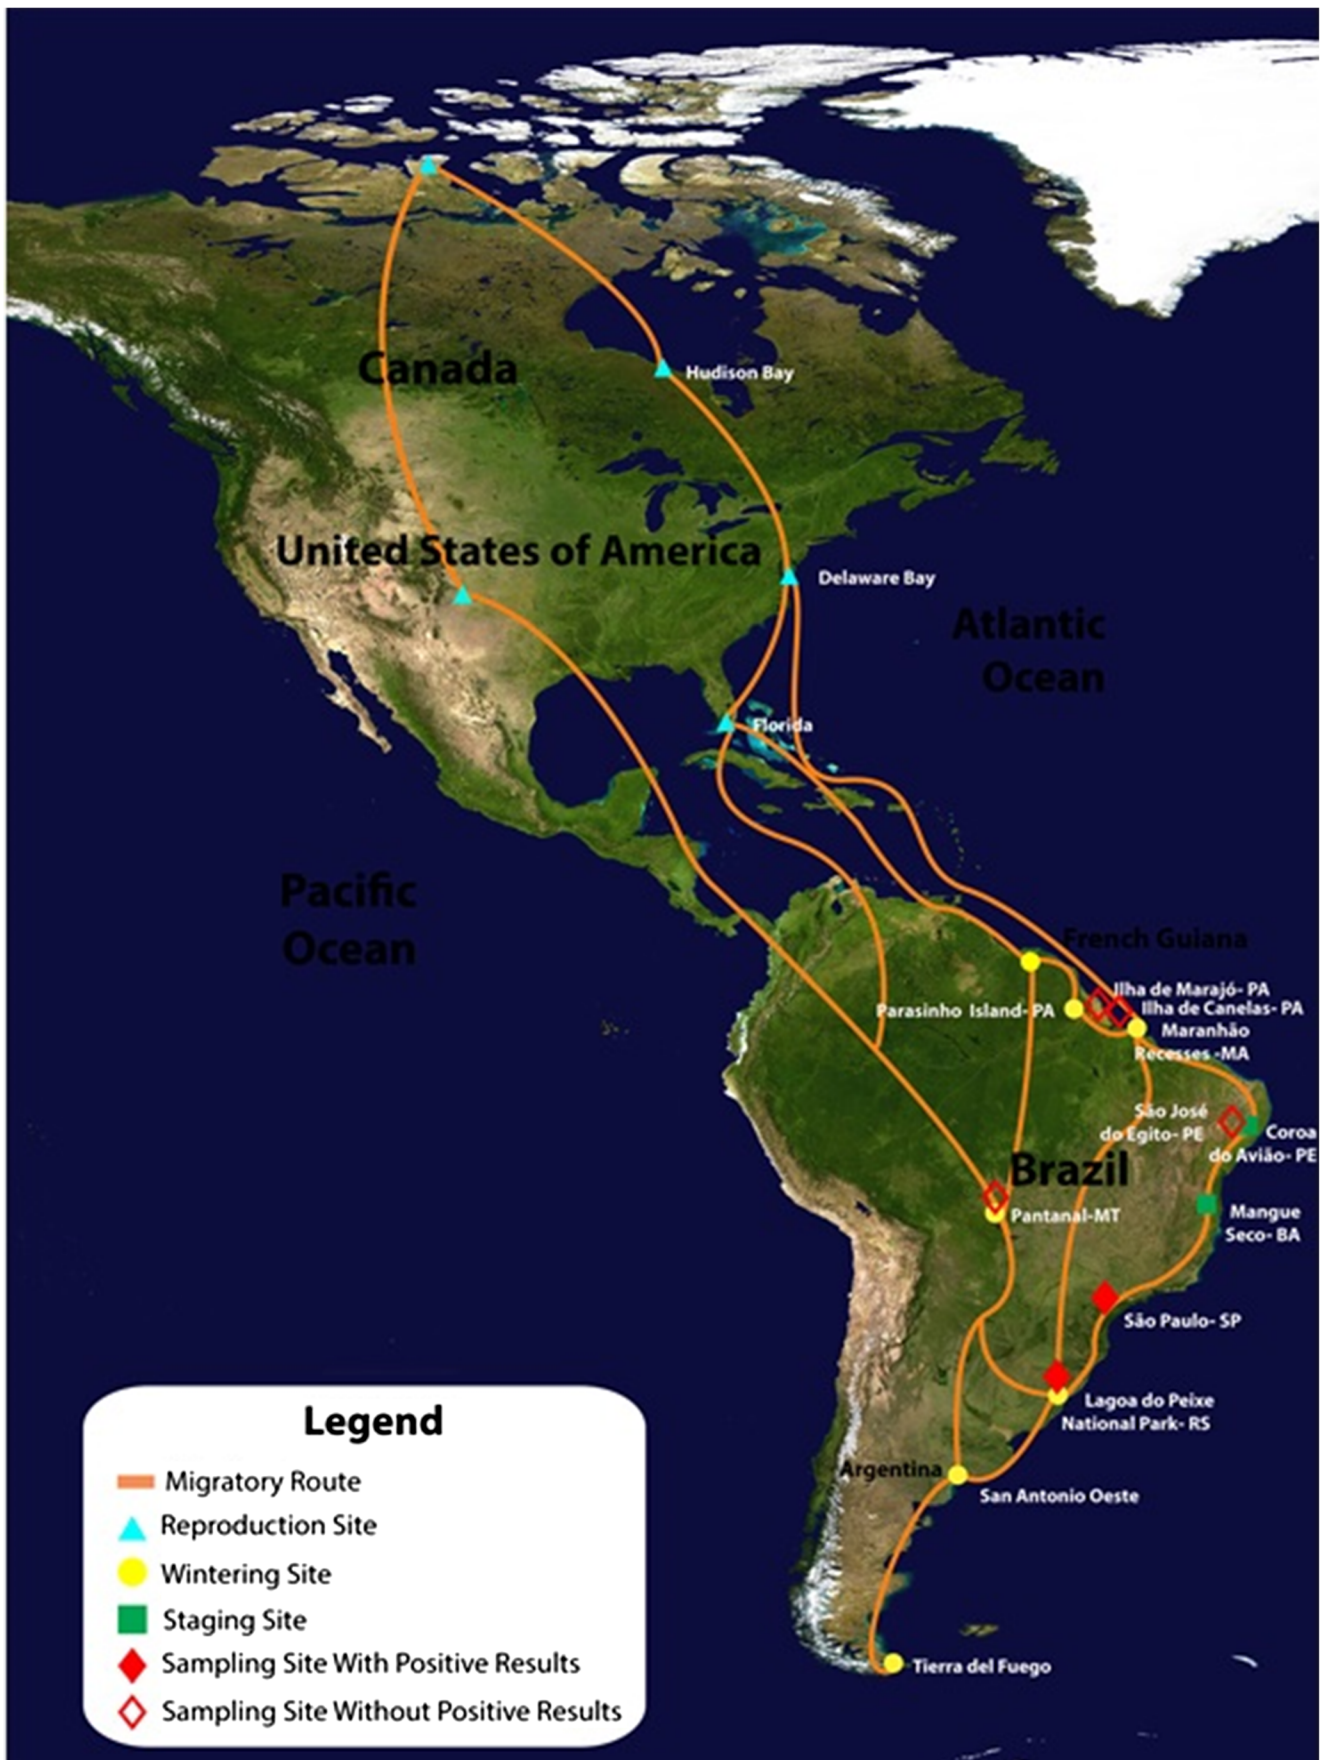 Canada
Hudison Bay
United States of America
Delaware Bay
Atlantic
Ocean
Florida
Pacific
Ocean
French Guiana
Ilha de Marajó- PA
Parasinho Island- PA
Ilha de Canelas- PA
Maranhão
Recesses -MA
São José
do Egito- PE
Coroa
do Avião- PE
Brazil
Pantanal-MT
Mangue
Seco- BA
São Paulo- SP
Lagoa do Peixe
National Park- RS
Argentina
San Antonio Oeste
Tierra del Fuego
Legend
Migratory Route
Reproduction Site
Wintering Site
Staging Site
Sampling Site With Positive Results
Sampling Site Without Positive Results